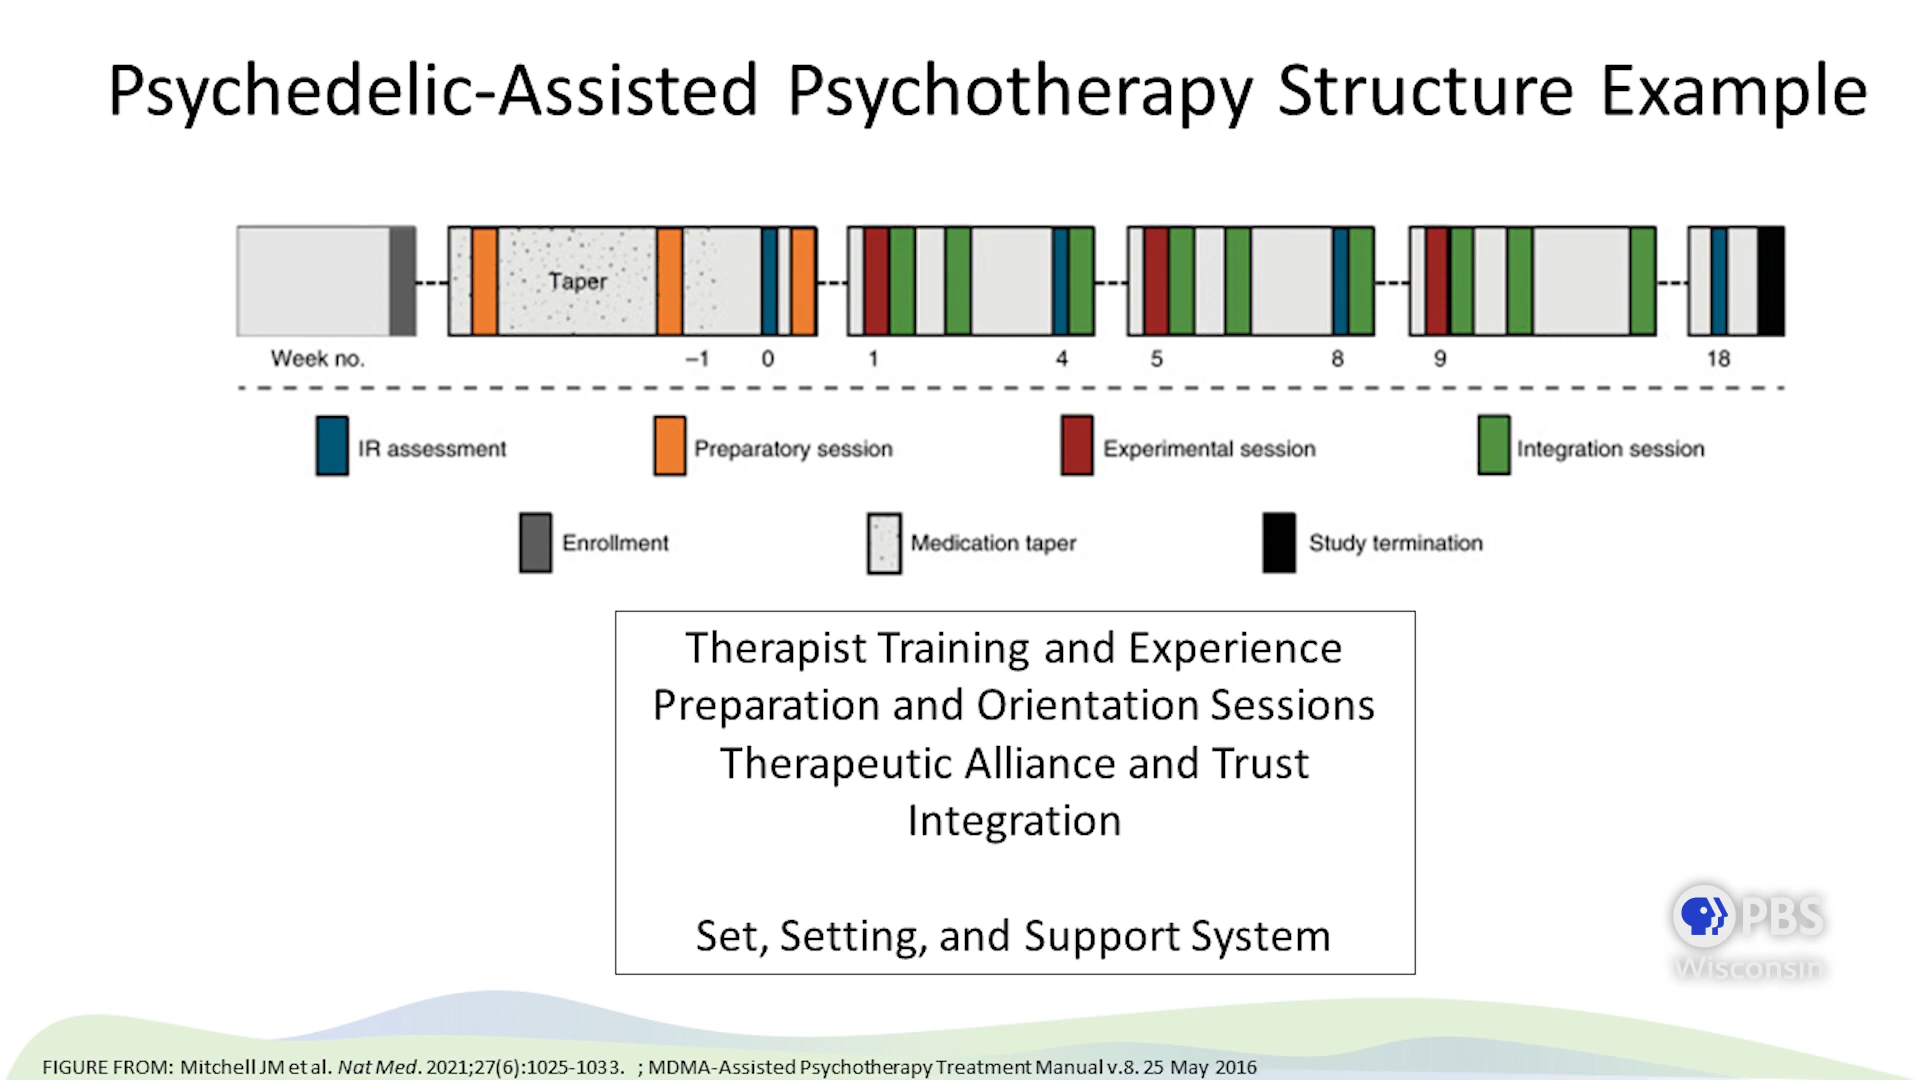 Psychedelic-Assisted Psychotherapy Structure Example
Taper
Week no.
–1
0
1
4
5
8
9
18
IR assessment
Preparatory session
Experimental session
Integration session
Enrollment
Medication taper
Study termination
Therapist Training and Experience
Preparation and Orientation Sessions
Therapeutic Alliance and Trust
Integration
Set, Setting, and Support System
PBS
Wisconsin
FIGURE FROM: Mitchell JM et al. Nat Med. 2021;27(6):1025-1033. ; MDMA-Assisted Psychotherapy Treatment Manual v.8. 25 May 2016